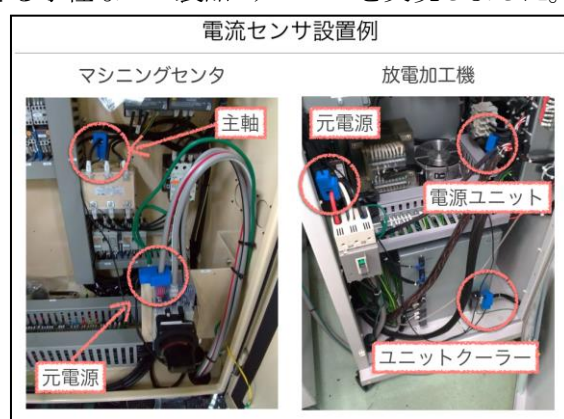 電流センサ設置例
マシニングセンタ
放電加工機
主軸
元電源
元電源
電源ユニット
ユニットクーラー